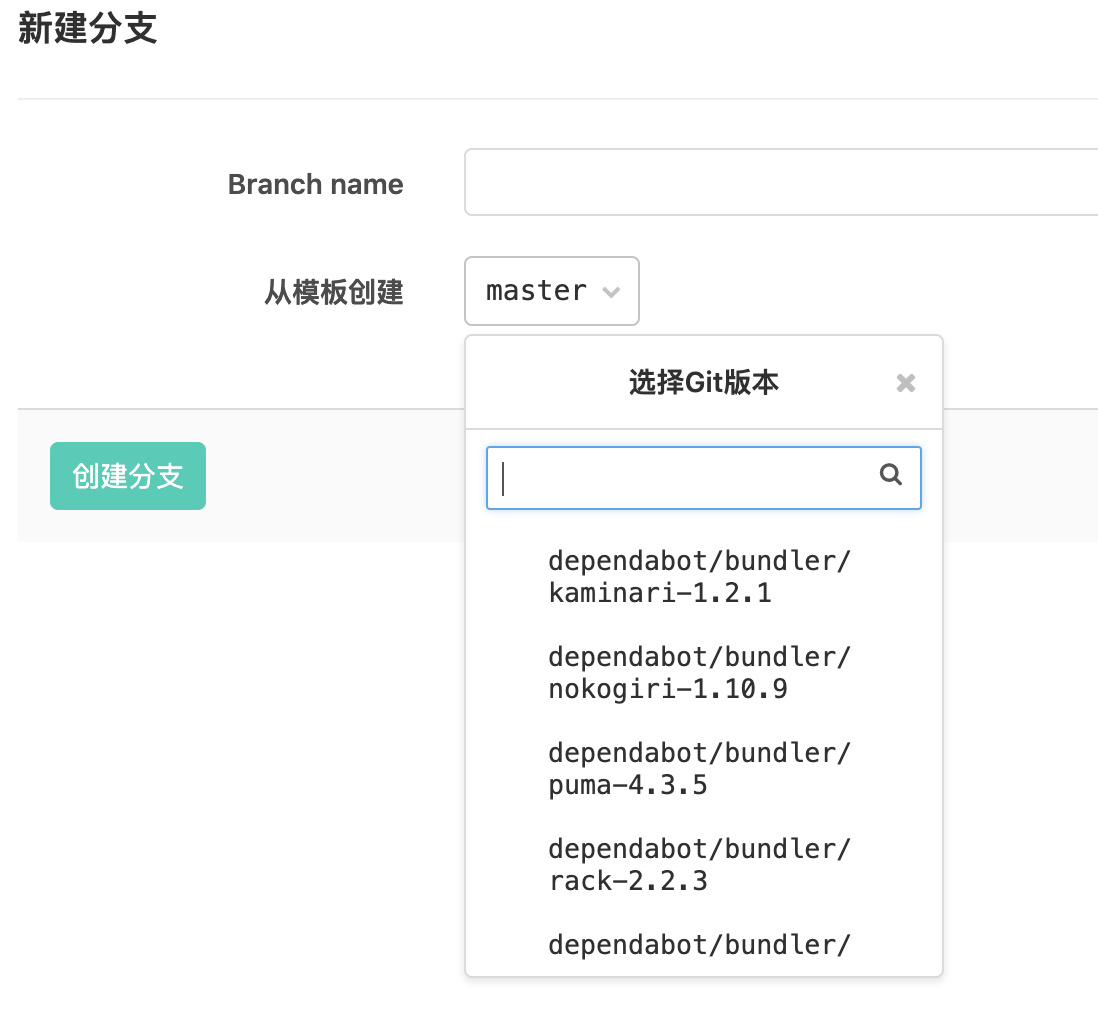 新建分支
Branch name
从模板创建
master
选择Git版本
创建分支
dependabot/bundler/
kaminari-1.2.1
dependabot/bundler/
nokogiri-1.10.9
dependabot/bundler/
puma-4.3.5
dependabot/bundler/
rack-2.2.3
dependabot/bundler/